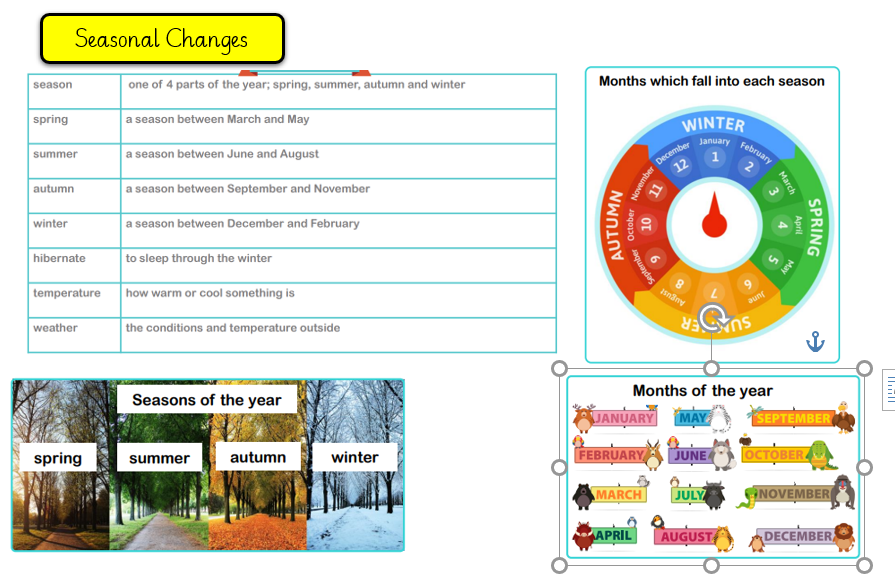 Seasonal Changes
season one of 4 parts of the year; spring, summer, autumn and winter
spring a season between March and May
summer a season between June and August
autumn a season between September and November
winter a season between December and February
hibernate to sleep through the winter
temperature how warm or cool something is
weather the conditions and temperature outside
Months which fall into each season
WINTER
December January February
12 1 2
SPRING
March April May
3 4 5
SUMMER
June August
6 7 8
AUTUMN
September October November
9 10 11
Seasons of the year
spring summer autumn winter
Months of the year
JANUARY MAY SEPTEMBER
FEBRUARY JUNE OCTOBER
MARCH JULY NOVEMBER
APRIL AUGUST DECEMBER